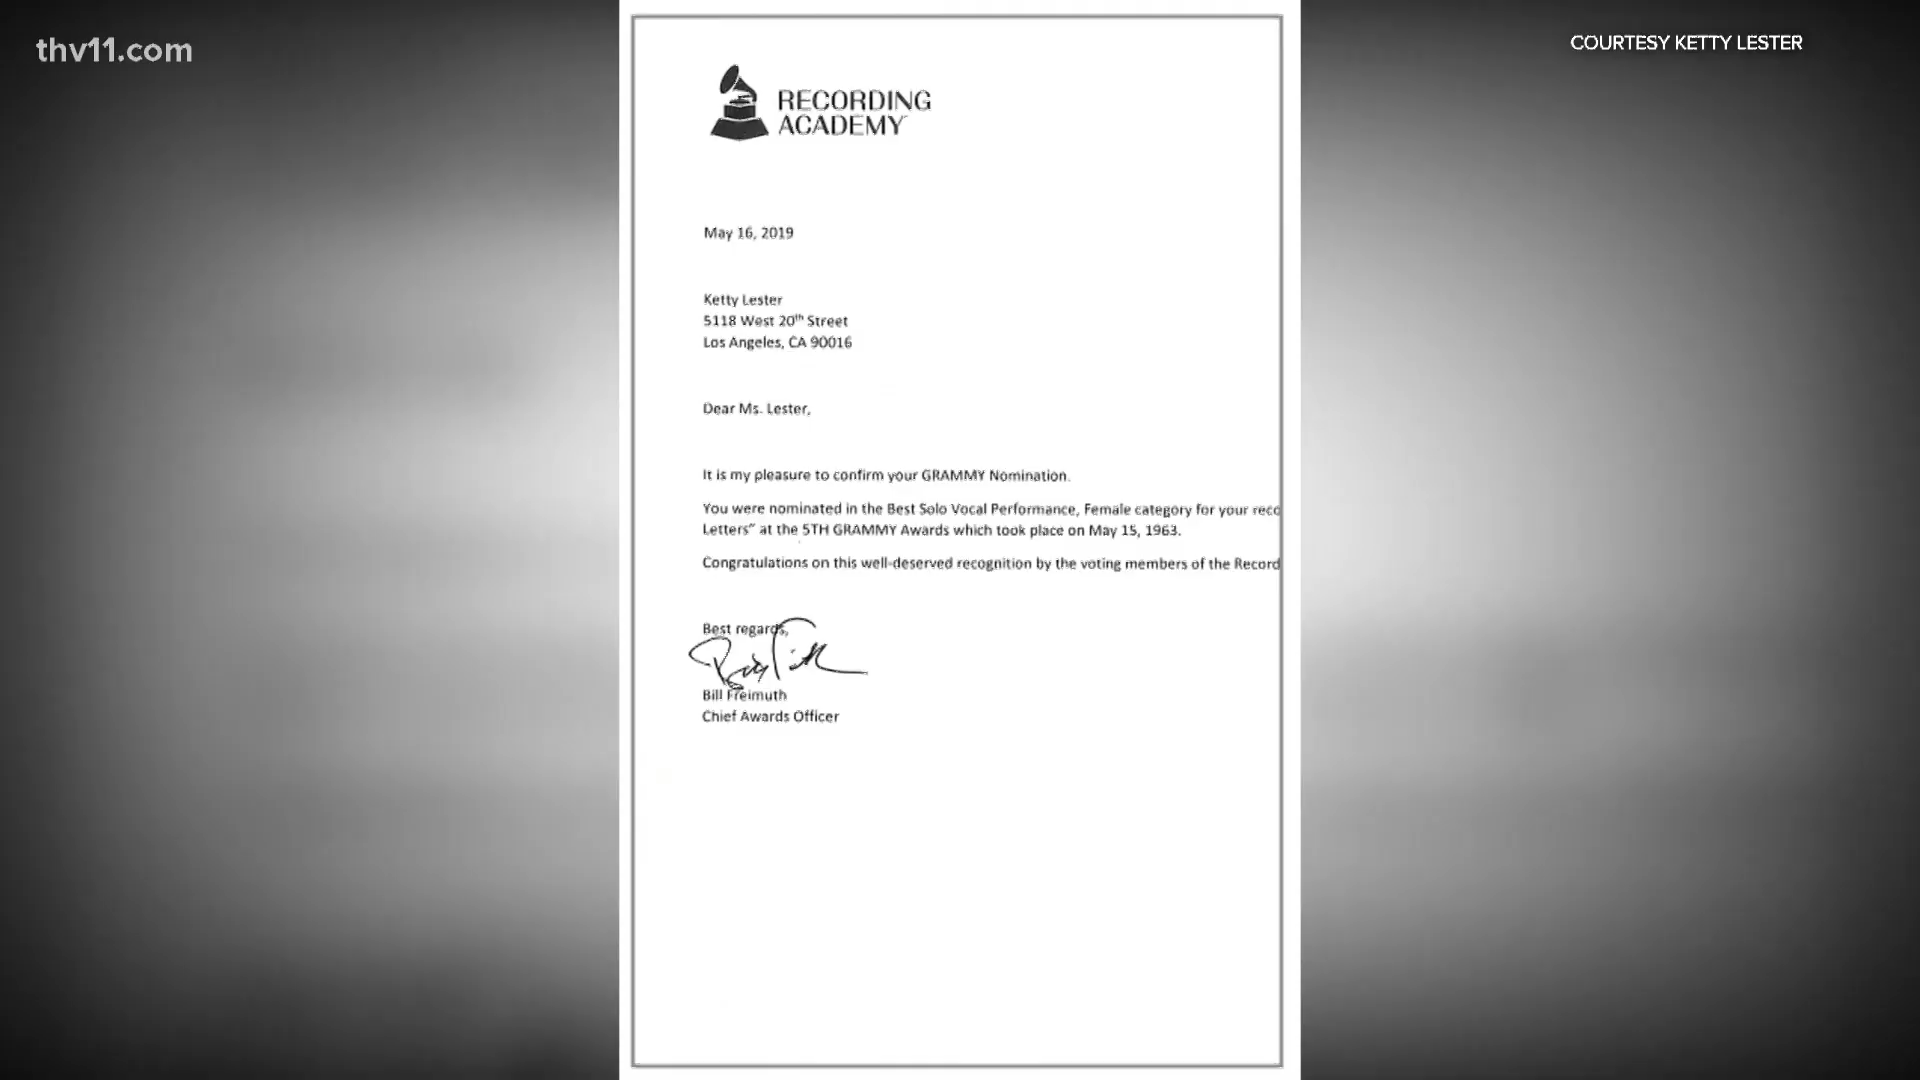 thv11.com
COURTESY KETTY LESTER
RECORDING
ACADEMY
May 16, 2019
Ketty Lester
5118 West 20th Street
Los Angeles, CA 90016
Dear Ms. Lester,
It is my pleasure to confirm your GRAMMY Nomination.
You were nominated in the Best Solo Vocal Performance, Female category for your reco
Letters" at the 5TH GRAMMY Awards which took place on May 15, 1963.
Congratulations on this well-deserved recognition by the voting members of the Record
Best regards,
Bill Freimuth
Chief Awards Officer